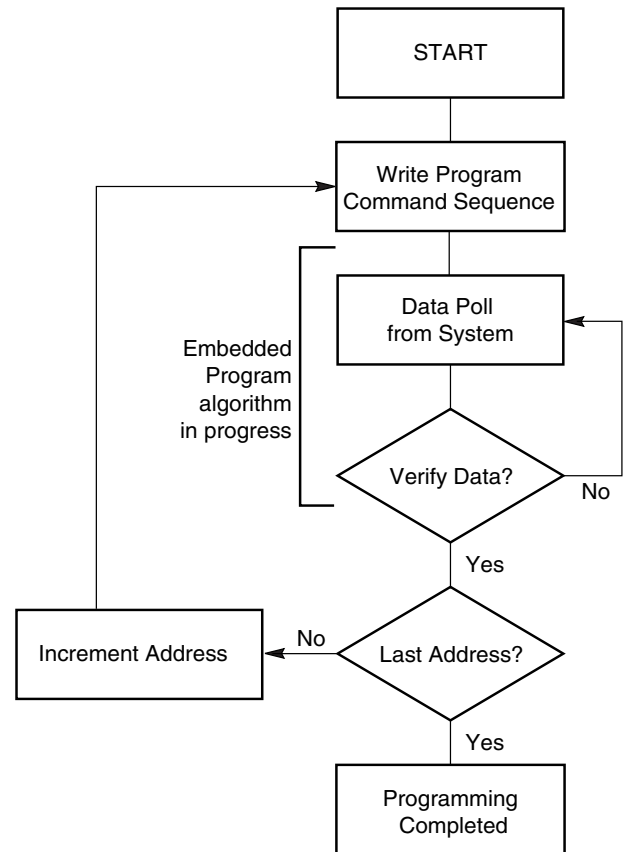 START
Write Program
Command Sequence
Data Poll
from System
Embedded
Program
algorithm
in progress
Verify Data?
No
Yes
No
Increment Address
Last Address?
Yes
Programming
Completed